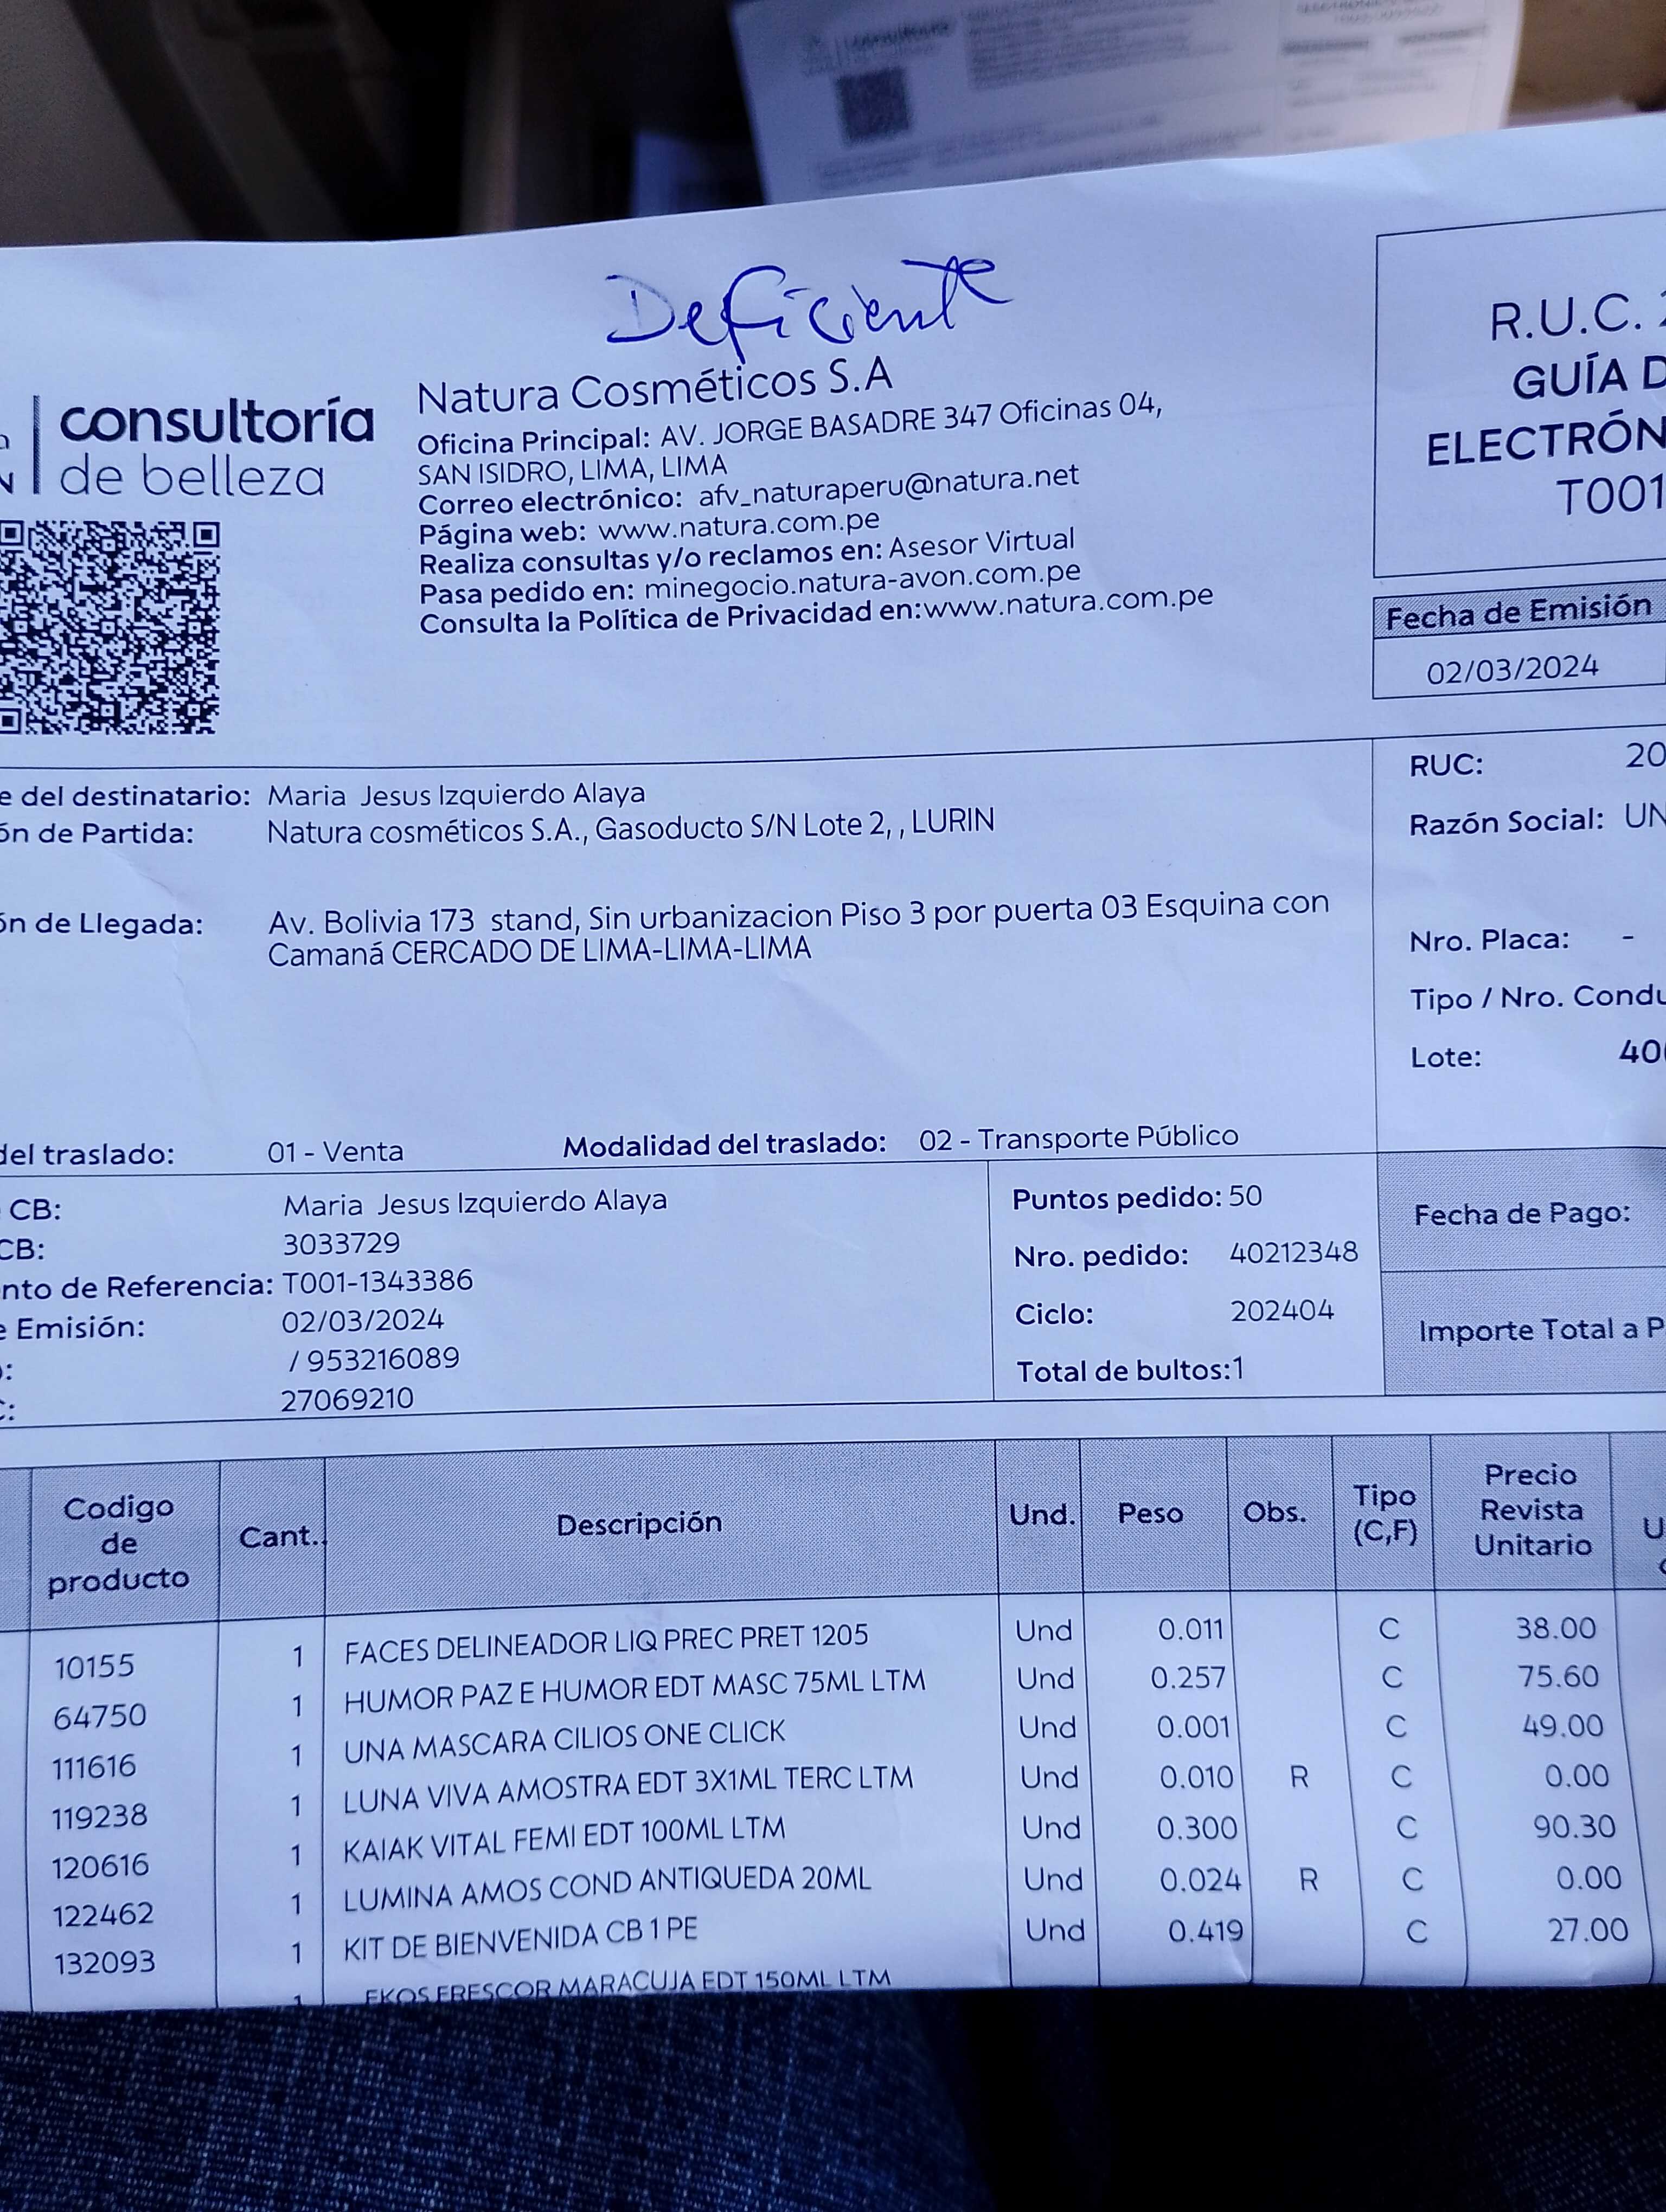 Deficiente
consultoría
de belleza
Natura Cosméticos S.A
Oficina Principal: AV. JORGE BASADRE 347 Oficinas 04,
SAN ISIDRO, LIMA, LIMA
Correo electrónico: afv_naturaperu@natura.net
Página web: www.natura.com.pe
Realiza consultas y/o reclamos en: Asesor Virtual
Pasa pedido en: minegocio.natura-avon.com.pe
Consulta la Política de Privacidad en:www.natura.com.pe
R.U.C.
GUÍA D
ELECTRÓN
T001
Fecha de Emisión
02/03/2024
e del destinatario: Maria Jesus Izquierdo Alaya
ón de Partida: Natura cosméticos S.A., Gasoducto S/N Lote 2, , LURIN
ón de Llegada: Av. Bolivia 173 stand, Sin urbanizacion Piso 3 por puerta 03 Esquina con
Camaná CERCADO DE LIMA-LIMA-LIMA
del traslado: 01 - Venta Modalidad del traslado: 02 - Transporte Público
RUC: 20
Razón Social: UN
Nro. Placa: -
Tipo / Nro. Condu
Lote: 40
CB: Maria Jesus Izquierdo Alaya
CB: 3033729
nto de Referencia: T001-1343386
e Emisión: 02/03/2024
: / 953216089
: 27069210
Puntos pedido: 50
Nro. pedido: 40212348
Ciclo: 202404
Total de bultos:1
Fecha de Pago:
Importe Total a P
Codigo de producto Cant. Descripción Und. Peso Obs. Tipo (C,F) Precio Revista Unitario U
10155 1 FACES DELINEADOR LIQ PREC PRET 1205 Und 0.011 C 38.00
64750 1 HUMOR PAZ E HUMOR EDT MASC 75ML LTM Und 0.257 C 75.60
111616 1 UNA MASCARA CILIOS ONE CLICK Und 0.001 C 49.00
119238 1 LUNA VIVA AMOSTRA EDT 3X1ML TERC LTM Und 0.010 R C 0.00
120616 1 KAIAK VITAL FEMI EDT 100ML LTM Und 0.300 C 90.30
122462 1 LUMINA AMOS COND ANTIQUEDA 20ML Und 0.024 R C 0.00
132093 1 KIT DE BIENVENIDA CB 1 PE Und 0.419 C 27.00
1 EKOS FRESCOR MARACUJA EDT 150ML LTM